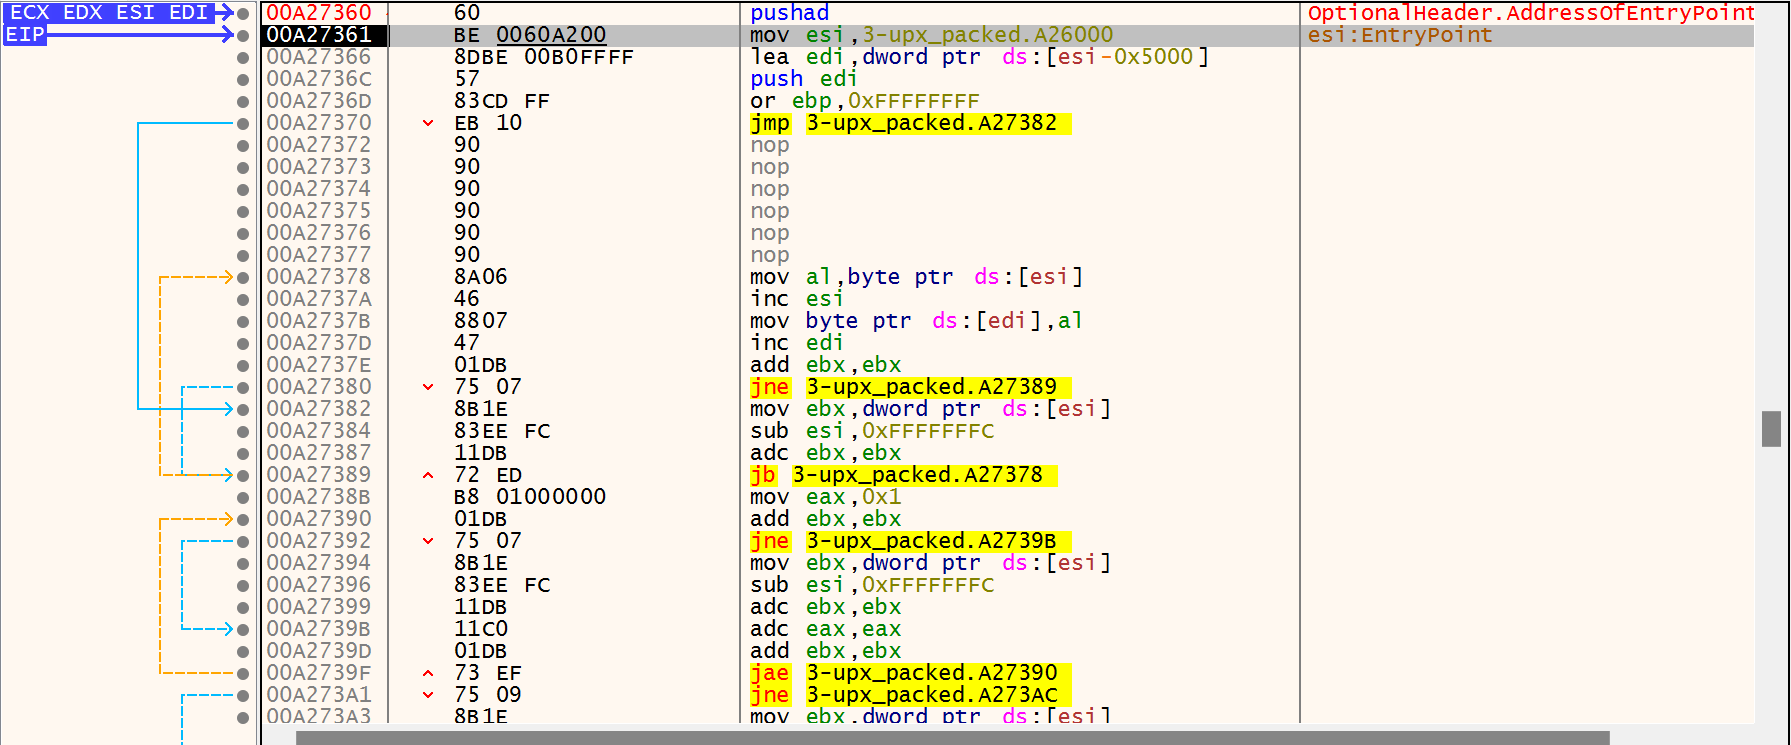 ECX EDX ESI EDI 00A27360 60 pushad OptionalHeader.AddressOfEntryPoint
EIP 00A27361 BE 0060A200 mov esi,3-upx_packed.A26000 esi:EntryPoint
00A27366 8DBE 00B0FFFF lea edi,dword ptr ds:[esi-0x5000]
00A2736C 57 push edi
00A2736D 83CD FF or ebp,0xFFFFFFFF
00A27370 EB 10 jmp 3-upx_packed.A27382
00A27372 90 nop
00A27373 90 nop
00A27374 90 nop
00A27375 90 nop
00A27376 90 nop
00A27377 90 nop
00A27378 8A06 mov al,byte ptr ds:[esi]
00A2737A 46 inc esi
00A2737B 8807 mov byte ptr ds:[edi],al
00A2737D 47 inc edi
00A2737E 01DB add ebx,ebx
00A27380 75 07 jne 3-upx_packed.A27389
00A27382 8B1E mov ebx,dword ptr ds:[esi]
00A27384 83EE FC sub esi,0xFFFFFFFC
00A27387 11DB adc ebx,ebx
00A27389 72 ED jb 3-upx_packed.A27378
00A2738B B8 01000000 mov eax,0x1
00A27390 01DB add ebx,ebx
00A27392 75 07 jne 3-upx_packed.A2739B
00A27394 8B1E mov ebx,dword ptr ds:[esi]
00A27396 83EE FC sub esi,0xFFFFFFFC
00A27399 11DB adc ebx,ebx
00A2739B 11C0 adc eax,eax
00A2739D 01DB add ebx,ebx
00A2739F 73 EF jae 3-upx_packed.A27390
00A273A1 75 09 jne 3-upx_packed.A273AC
00A273A3 8B1E mov ebx,dword ptr ds:[esi]